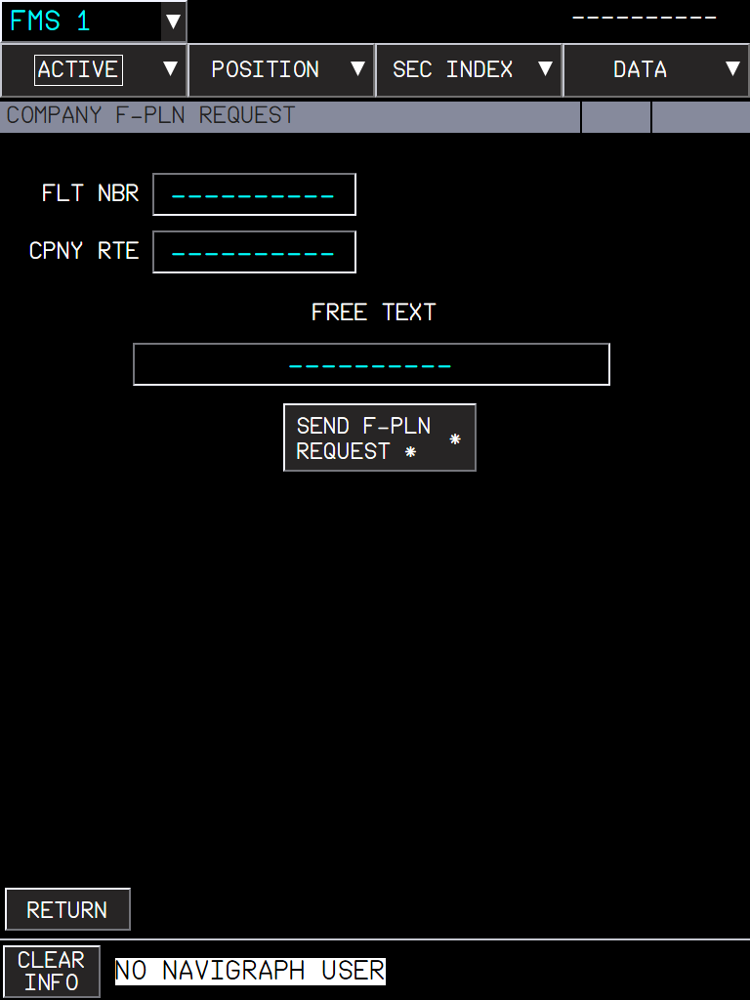 FMS 1 ▼ ----------
ACTIVE ▼ POSITION ▼ SEC INDEX ▼ DATA ▼
COMPANY F-PLN REQUEST
FLT NBR ----------
CPNY RTE ----------
FREE TEXT
----------
SEND F-PLN
REQUEST * *
RETURN
CLEAR
INFO
NO NAVIGRAPH USER